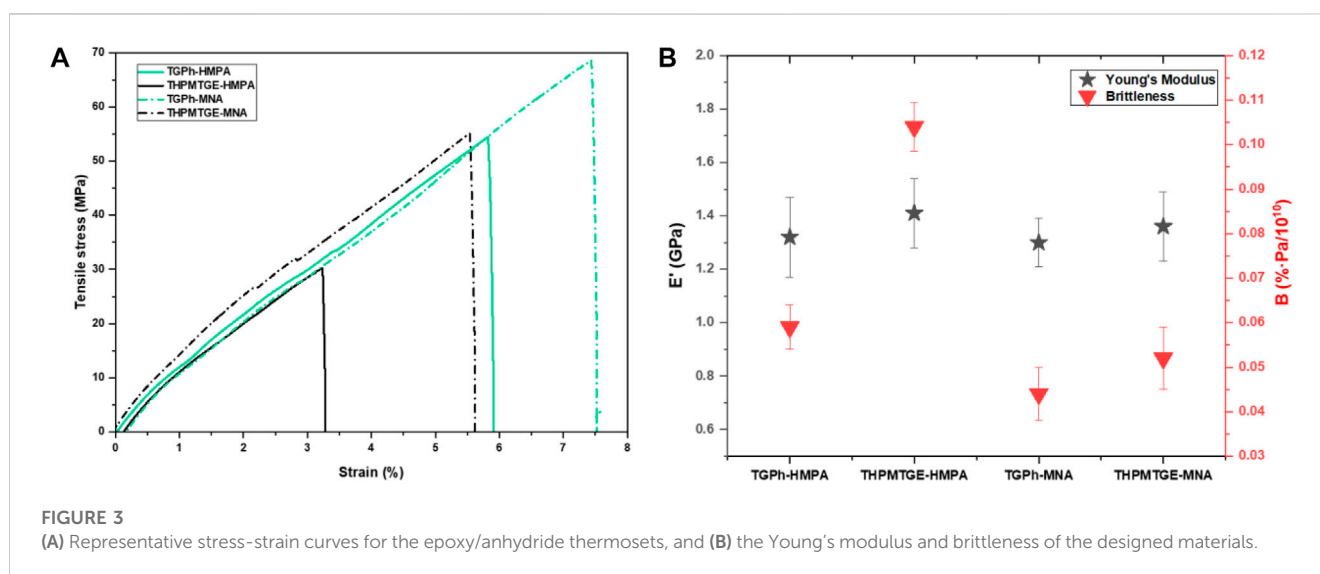 A
70
60
50
40
30
20
10
0
Tensile stress (MPa)
TGPh-HMPA
THPMTGE-HMPA
TGPh-MNA
THPMTGE-MNA
0 1 2 3 4 5 6 7 8
Strain (%)
B
2.0
1.8
1.6
1.4
1.2
1.0
0.8
0.6
E' (GPa)
Young's Modulus
Brittleness
0.12
0.11
0.10
0.09
0.08
0.07
0.06
0.05
0.04
0.03
B (%·Pa/10¹⁰)
TGPh-HMPA THPMTGE-HMPA TGPh-MNA THPMTGE-MNA
FIGURE 3
(A) Representative stress-strain curves for the epoxy/anhydride thermosets, and (B) the Young's modulus and brittleness of the designed materials.